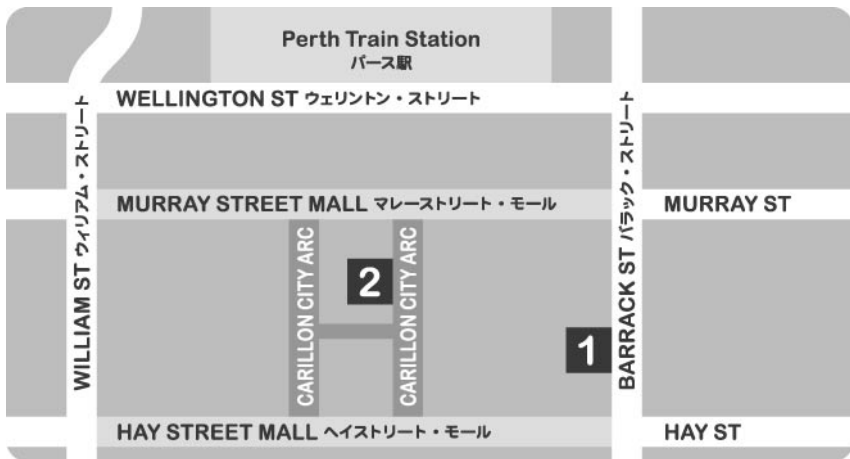 Perth Train Station
パース駅
WELLINGTON ST ウェリントン・ストリート
WILLIAM ST ウィリアム・ストリート
BARRACK ST バラック・ストリート
MURRAY STREET MALL マレーストリート・モール
MURRAY ST
CARILLON CITY ARC
2
CARILLON CITY ARC
1
HAY STREET MALL ヘイストリート・モール
HAY ST